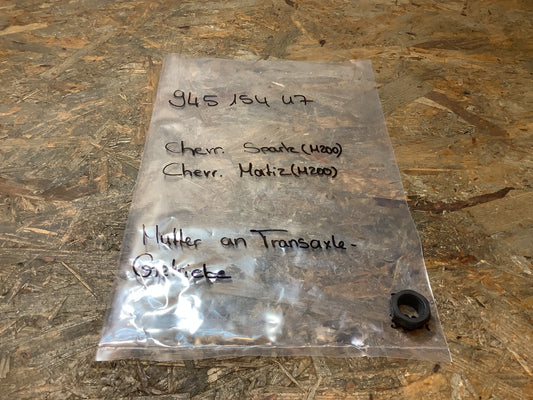 945 154 47
Chevr. Spark (M200)
Chevr. Matiz (M200)
Mutter an Transaxle-
Getriebe